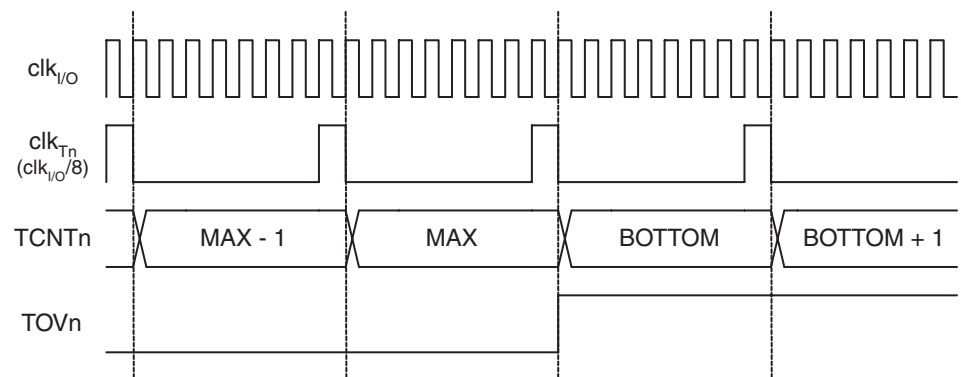 clkI/O
clkTn
(clkI/O/8)
TCNTn MAX - 1 MAX BOTTOM BOTTOM + 1
TOVn